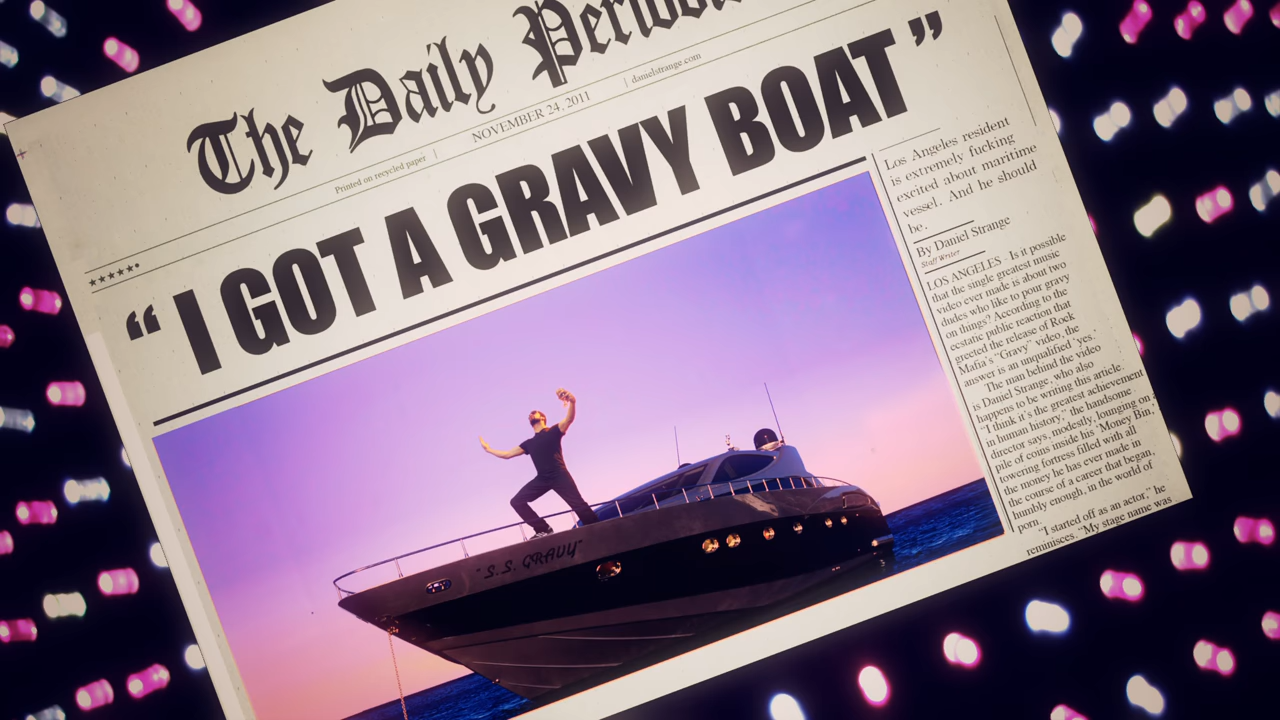 The Daily
Printed on recycled paper | NOVEMBER 24, 2011 | danielstrange.com
“ I GOT A GRAVY BOAT ”
Los Angeles resident
is extremely fucking
excited about maritime
vessel. And he should
be.
By Daniel Strange
Staff Writer
LOS ANGELES - Is it possible
that the single greatest music
video ever made is about two
dudes who like to pour gravy
on things? According to the
ecstatic public reaction that
greeted the release of Rock
Mafia's “Gravy” video, the
answer is an unqualified “yes.”
The man behind the video
is Daniel Strange, who also
happens to be writing this article.
“I think it's the greatest achievement
in human history,” the handsome
director says, modestly, lounging on
pile of coins inside his “Money Bin,”
towering fortress filled with all
the money he has ever made in
the course of a career that began,
humbly enough, in the world of
porn.
“I started off as an actor,” he
reminisces. “My stage name was
“S.S. GRAVY”